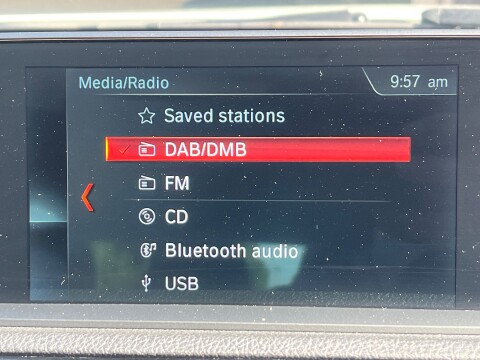 Media/Radio
9:57 am
Saved stations
DAB/DMB
FM
CD
Bluetooth audio
USB